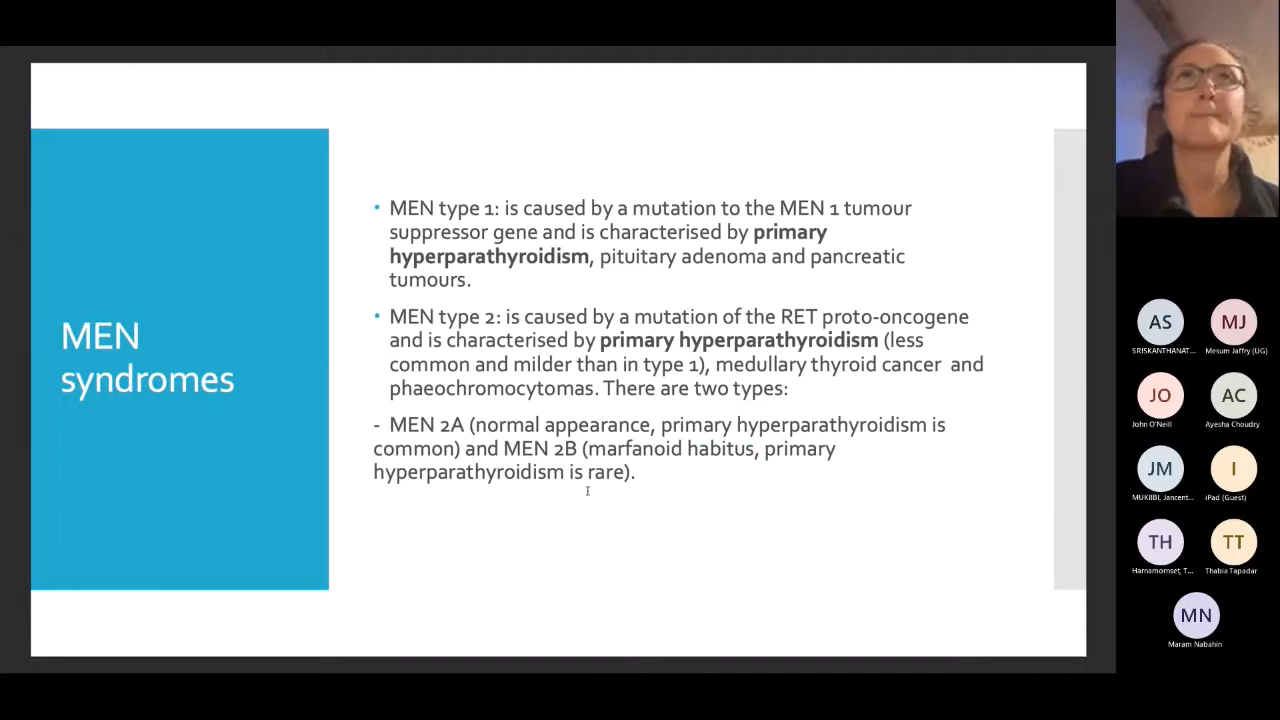 MEN
syndromes
• MEN type 1: is caused by a mutation to the MEN 1 tumour
suppressor gene and is characterised by primary
hyperparathyroidism, pituitary adenoma and pancreatic
tumours.
• MEN type 2: is caused by a mutation of the RET proto-oncogene
and is characterised by primary hyperparathyroidism (less
common and milder than in type 1), medullary thyroid cancer and
phaeochromocytomas. There are two types:
- MEN 2A (normal appearance, primary hyperparathyroidism is
common) and MEN 2B (marfanoid habitus, primary
hyperparathyroidism is rare).
AS
MJ
SRISKANTHANAT...
Mesum Jaffry (UG)
JO
AC
John O'Neill
Ayesha Choudry
JM
I
MUKIIBI, Jancent...
iPad (Guest)
TH
TT
Harnamornset, T...
Thabia Tapadar
MN
Maram Nabahin